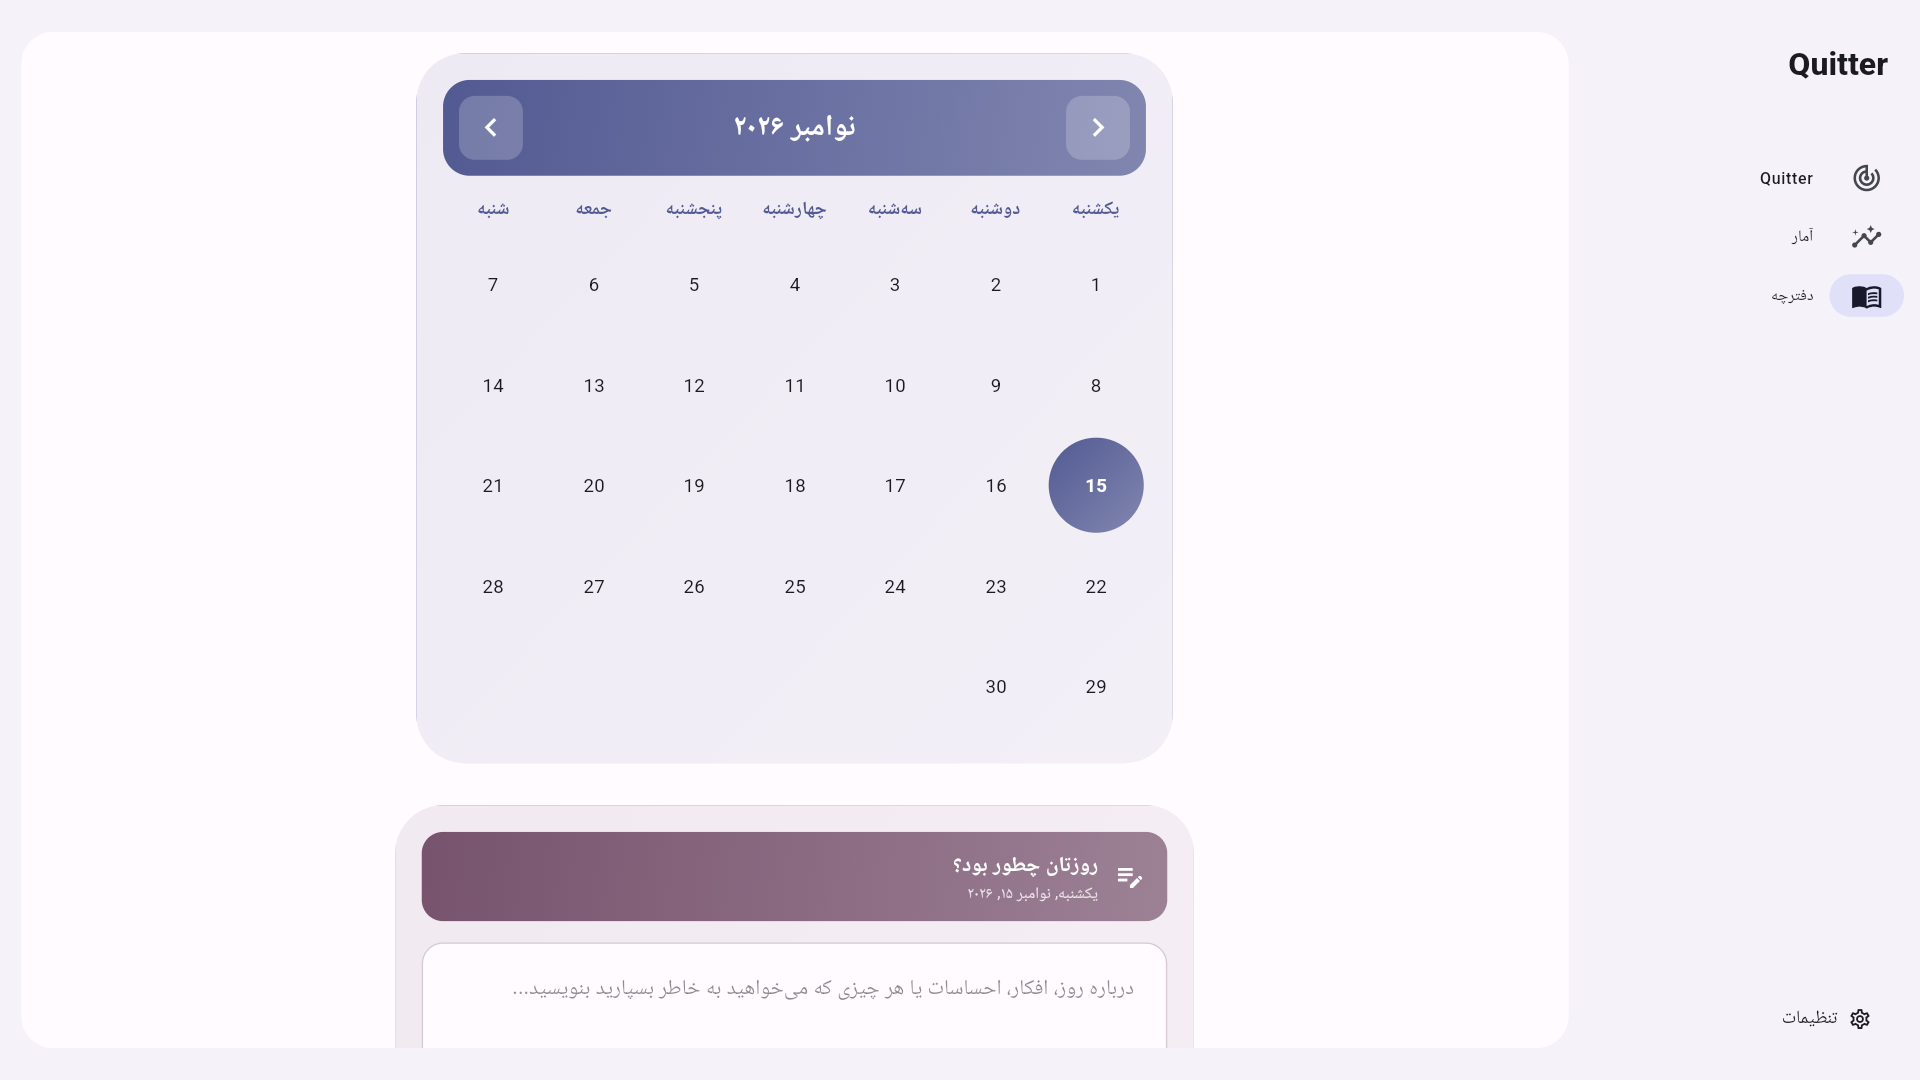 Quitter
Quitter
آمار
دفترچه
تنظیمات
نوامبر ۲۰۲۶
یکشنبه دوشنبه سه‌شنبه چهارشنبه پنجشنبه جمعه شنبه
1 2 3 4 5 6 7
8 9 10 11 12 13 14
15 16 17 18 19 20 21
22 23 24 25 26 27 28
29 30
روزتان چطور بود؟
یکشنبه, نوامبر ۱۵, ۲۰۲۶
درباره روز، افکار، احساسات یا هر چیزی که می‌خواهید به خاطر بسپارید بنویسید...